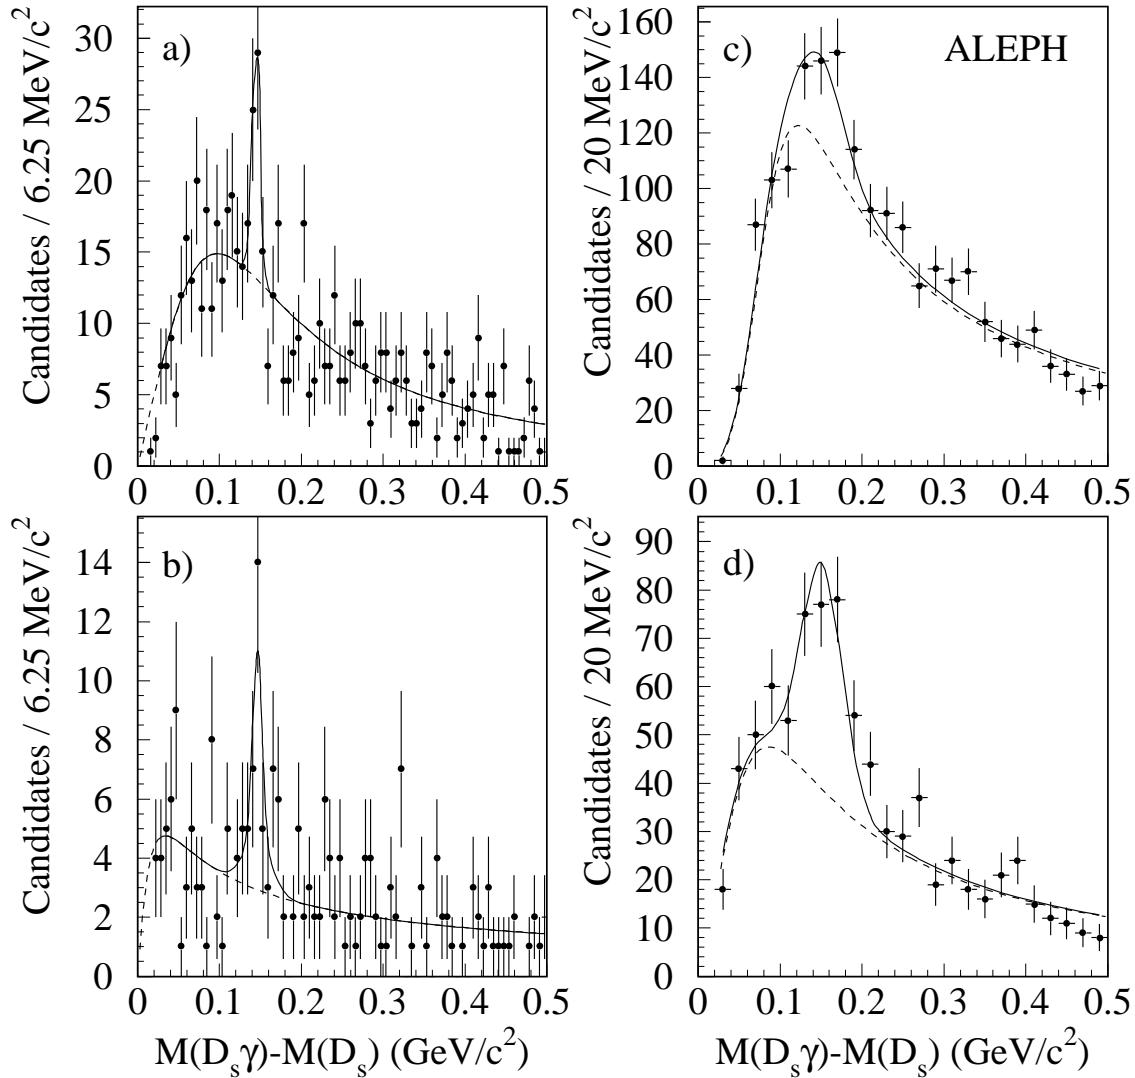 Candidates / 6.25 MeV/c²
a)
30
25
20
15
10
5
0
0 0.1 0.2 0.3 0.4 0.5
Candidates / 20 MeV/c²
c)
ALEPH
160
140
120
100
80
60
40
20
0
0 0.1 0.2 0.3 0.4 0.5
Candidates / 6.25 MeV/c²
b)
14
12
10
8
6
4
2
0
0 0.1 0.2 0.3 0.4 0.5
M(Dₛγ)-M(Dₛ) (GeV/c²)
Candidates / 20 MeV/c²
d)
90
80
70
60
50
40
30
20
10
0
0 0.1 0.2 0.3 0.4 0.5
M(Dₛγ)-M(Dₛ) (GeV/c²)